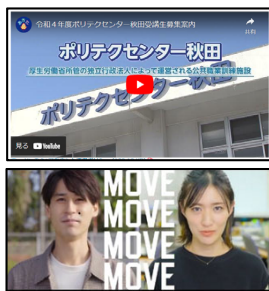 令和4年度ポリテクセンター秋田受講生募集案内
共有
ポリテクセンター秋田
厚生労働省所管の独立行政法人によって運営される公共職業訓練施設
ポリテクセンター秋田
見る YouTube
MOVE
MOVE
MOVE
MOVE